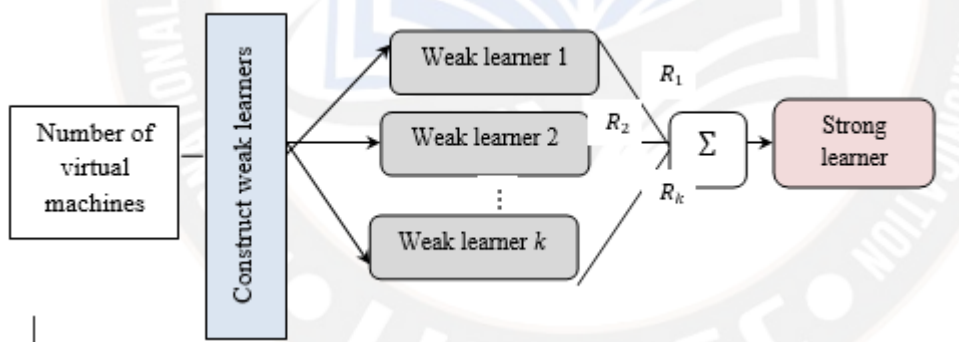 Number of
virtual
machines
Construct weak learners
Weak learner 1
Weak learner 2
⋮
Weak learner k
R₁
R₂
Rₖ
Σ
Strong
learner